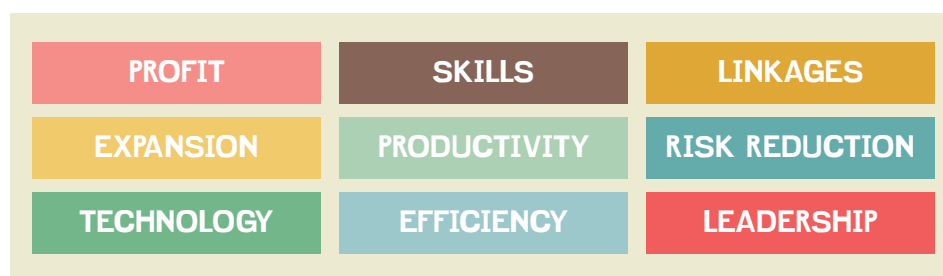 PROFIT
SKILLS
LINKAGES
EXPANSION
PRODUCTIVITY
RISK REDUCTION
TECHNOLOGY
EFFICIENCY
LEADERSHIP